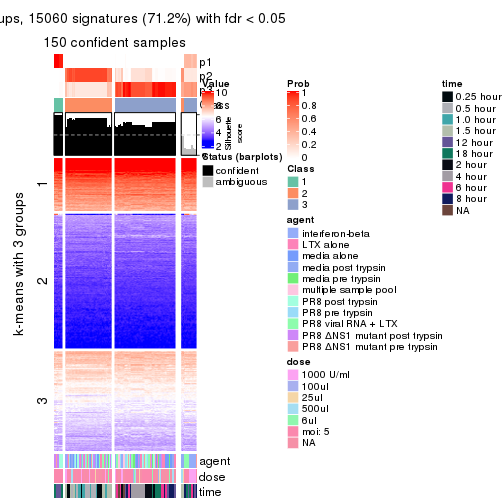 ups, 15060 signatures (71.2%) with fdr < 0.05
150 confident samples
p1
p2
Class
Value
10
6
4
2
Silhouette score
Status (barplots)
confident
ambiguous
1
2
3
k-means with 3 groups
agent
dose
time
Prob
1
0.8
0.6
0.4
0.2
0
Class
1
2
3
agent
interferon-beta
LTX alone
media alone
media post trypsin
media pre trypsin
multiple sample pool
PR8 post trypsin
PR8 pre trypsin
PR8 viral RNA + LTX
PR8 ΔNS1 mutant post trypsin
PR8 ΔNS1 mutant pre trypsin
dose
1000 U/ml
100ul
25ul
500ul
6ul
moi: 5
NA
time
0.25 hour
0.5 hour
1.0 hour
1.5 hour
12 hour
18 hour
2 hour
4 hour
6 hour
8 hour
NA